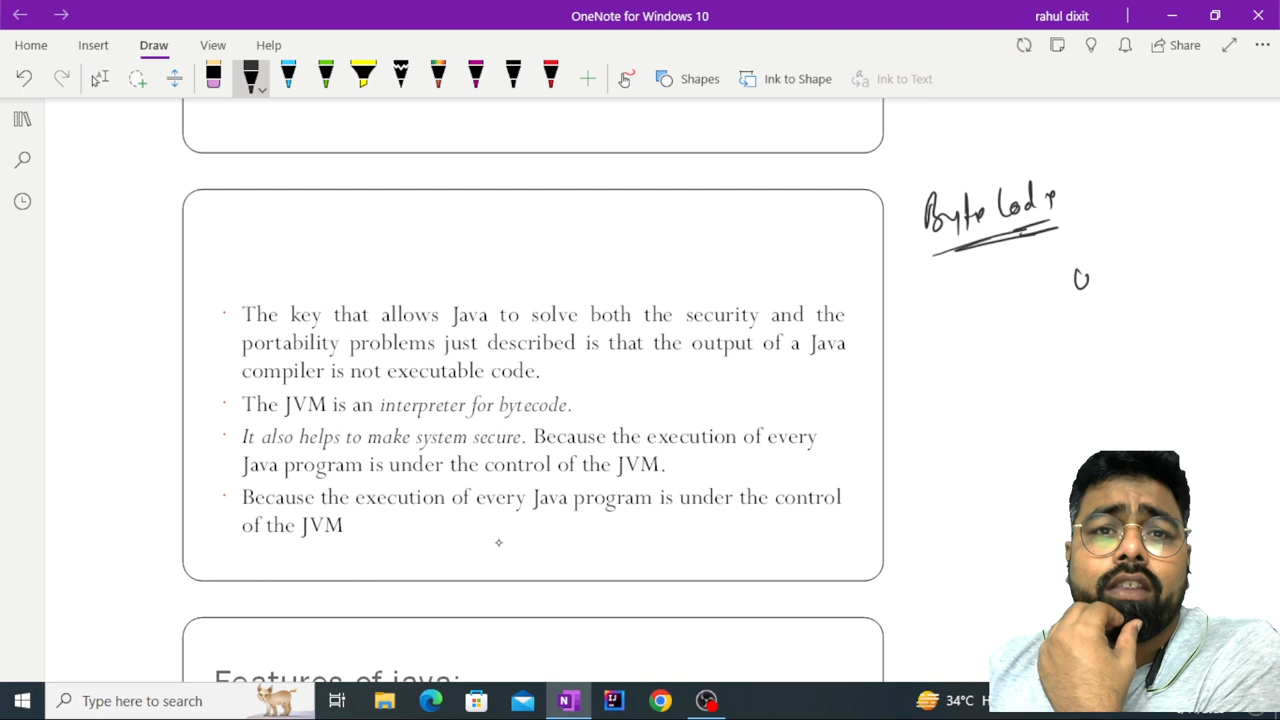 OneNote for Windows 10
rahul dixit
Home Insert Draw View Help
Share
Shapes Ink to Shape Ink to Text
Byte Code
The key that allows Java to solve both the security and the
portability problems just described is that the output of a Java
compiler is not executable code.
The JVM is an interpreter for bytecode.
It also helps to make system secure. Because the execution of every
Java program is under the control of the JVM.
Because the execution of every Java program is under the control
of the JVM
Features of java:
Type here to search
34°C